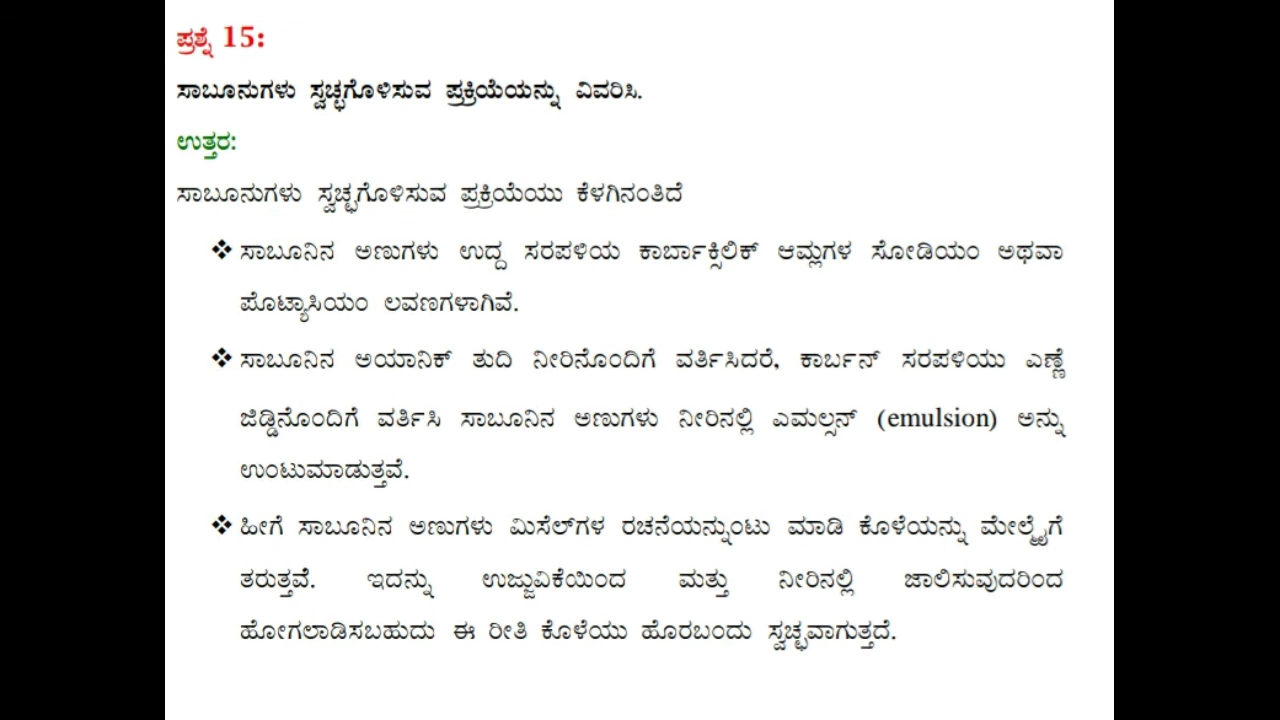 ಪ್ರಶ್ನೆ 15:
ಸಾಬೂನುಗಳು ಸ್ವಚ್ಛಗೊಳಿಸುವ ಪ್ರಕ್ರಿಯೆಯನ್ನು ವಿವರಿಸಿ.
ಉತ್ತರ:
ಸಾಬೂನುಗಳು ಸ್ವಚ್ಛಗೊಳಿಸುವ ಪ್ರಕ್ರಿಯೆಯು ಕೆಳಗಿನಂತಿದೆ
❖ ಸಾಬೂನಿನ ಅಣುಗಳು ಉದ್ದ ಸರಪಳಿಯ ಕಾರ್ಬಾಕ್ಸಿಲಿಕ್ ಆಮ್ಲಗಳ ಸೋಡಿಯಂ ಅಥವಾ
ಪೊಟ್ಯಾಸಿಯಂ ಲವಣಗಳಾಗಿವೆ.
❖ ಸಾಬೂನಿನ ಅಯಾನಿಕ್ ತುದಿ ನೀರಿನೊಂದಿಗೆ ವರ್ತಿಸಿದರೆ, ಕಾರ್ಬನ್ ಸರಪಳಿಯು ಎಣ್ಣೆ
ಜಿಡ್ಡಿನೊಂದಿಗೆ ವರ್ತಿಸಿ ಸಾಬೂನಿನ ಅಣುಗಳು ನೀರಿನಲ್ಲಿ ಎಮಲ್ಸನ್ (emulsion) ಅನ್ನು
ಉಂಟುಮಾಡುತ್ತವೆ.
❖ ಹೀಗೆ ಸಾಬೂನಿನ ಅಣುಗಳು ಮಿಸೆಲ್‌ಗಳ ರಚನೆಯನ್ನುಂಟು ಮಾಡಿ ಕೊಳೆಯನ್ನು ಮೇಲ್ಮೈಗೆ
ತರುತ್ತವೆ. ಇದನ್ನು ಉಜ್ಜುವಿಕೆಯಿಂದ ಮತ್ತು ನೀರಿನಲ್ಲಿ ಜಾಲಿಸುವುದರಿಂದ
ಹೋಗಲಾಡಿಸಬಹುದು ಈ ರೀತಿ ಕೊಳೆಯು ಹೊರಬಂದು ಸ್ವಚ್ಛವಾಗುತ್ತದೆ.